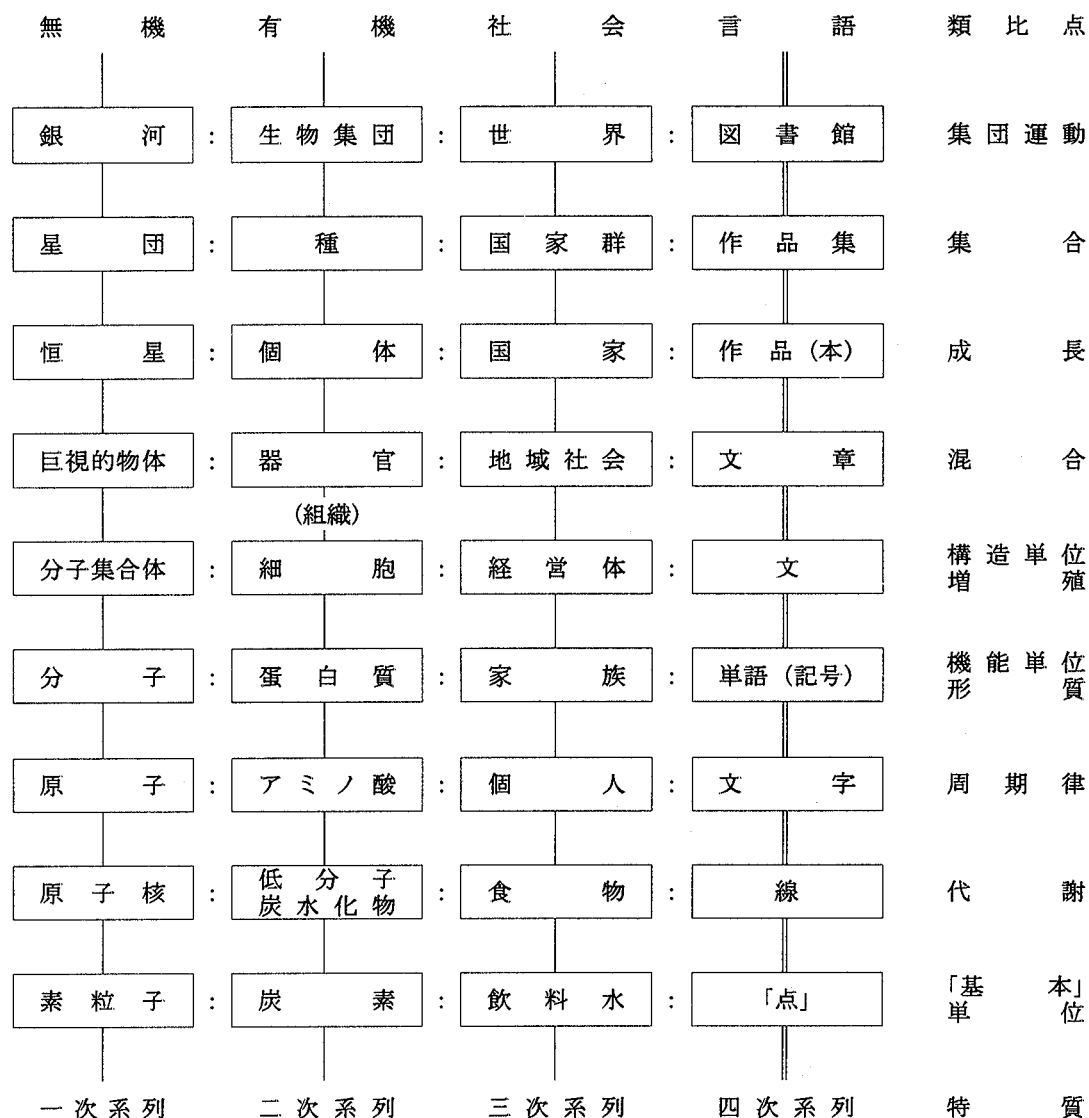 無機 有機 社会 言語 類比点
銀河 : 生物集団 : 世界 : 図書館 集団運動
星団 : 種 : 国家群 : 作品集 集合
恒星 : 個体 : 国家 : 作品(本) 成長
巨視的物体 : 器官 : 地域社会 : 文章 混合
(組織)
分子集合体 : 細胞 : 経営体 : 文 構造単位
増殖
分子 : 蛋白質 : 家族 : 単語(記号) 機能単位
形質
原子 : アミノ酸 : 個人 : 文字 周期律
原子核 : 低分子
炭水化物 : 食物 : 線 代謝
素粒子 : 炭素 : 飲料水 : 「点」 「基本」
単位
一次系列 二次系列 三次系列 四次系列 特質